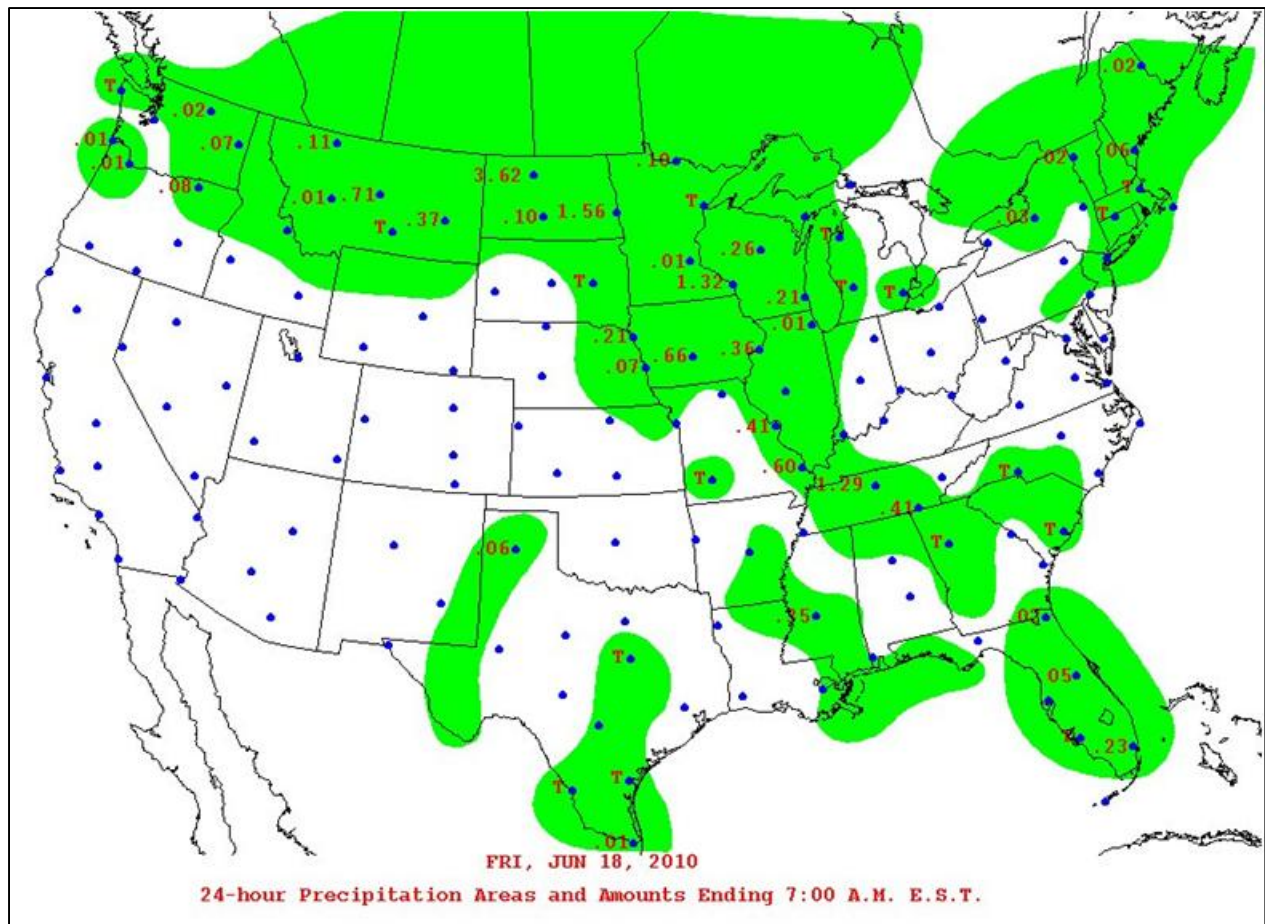 .02
T
.02
.01
.07
.11
.10
02
.06
.01
3.62
.08
.01 .71
T
T
.10 1.56
T
.37
.03
T
T
.26
.01
1.32
T
T
T
.21
.01
.21
.36
.66
.07
.41
.60
T
T
1.29
.41
T
T
.06
.35
.03
T
05
.23
T
T
.01
FRI, JUN 18, 2010
24-hour Precipitation Areas and Amounts Ending 7:00 A.M. E.S.T.